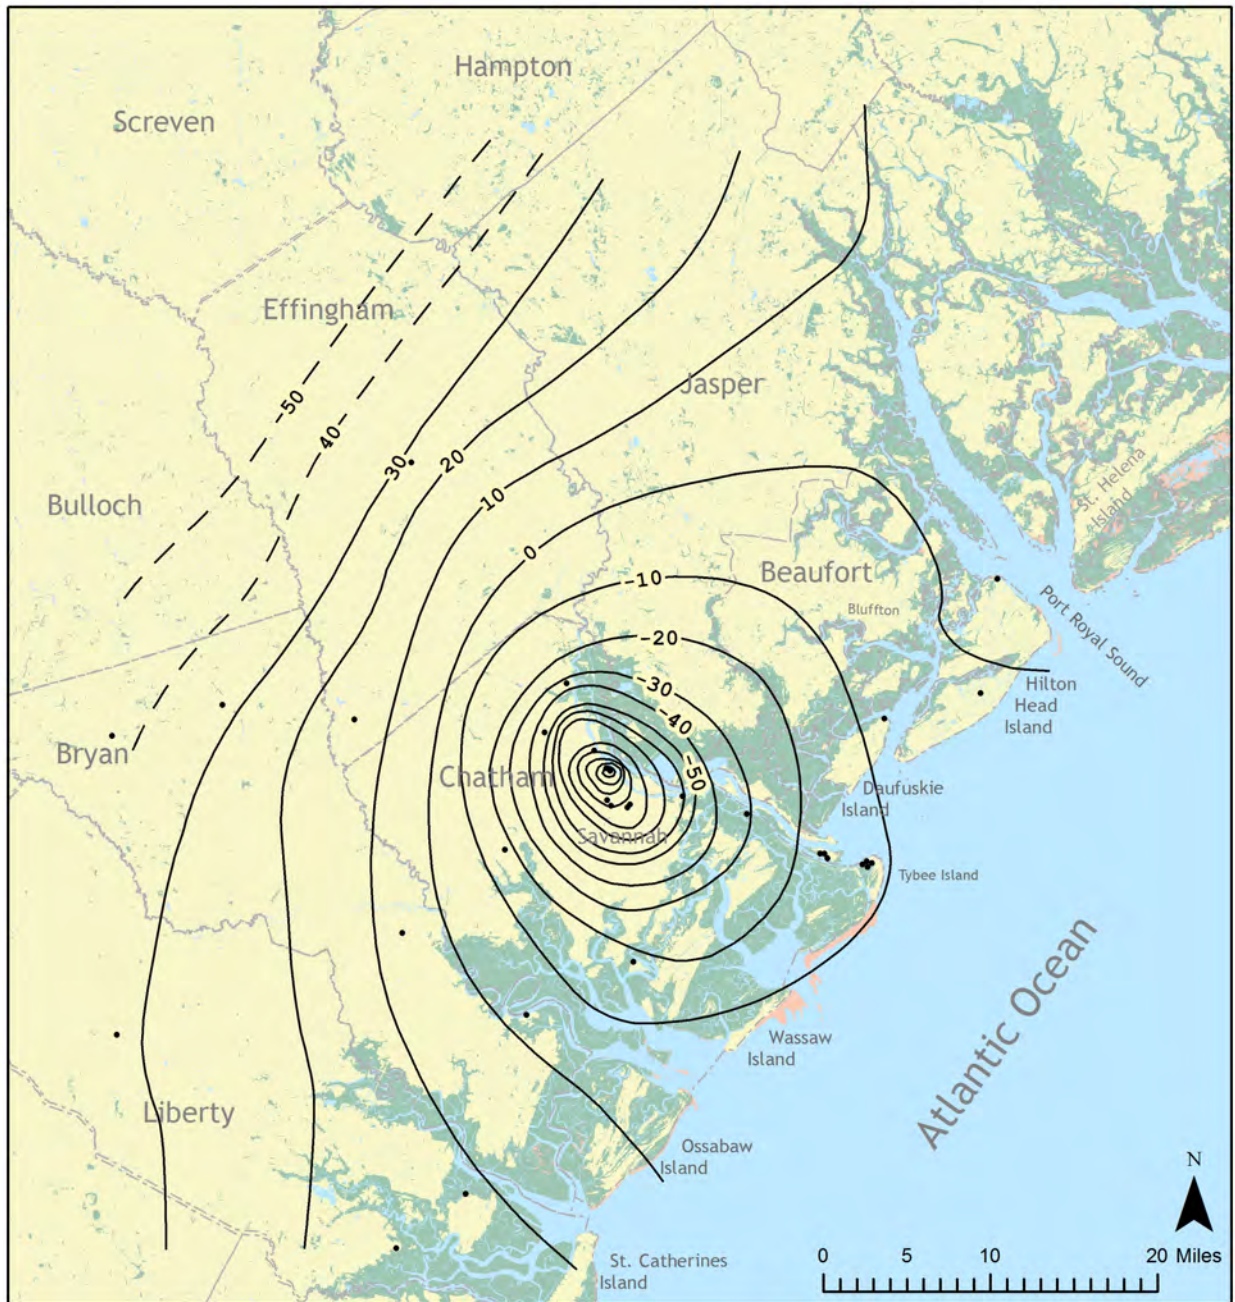 Hampton
Screven
Effingham
50
40
Jasper
30
20
10
Bulloch
St. Helena
Island
0
-10
Beaufort
Bluffton
Port Royal Sound
-20
-30
Hilton
Head
Island
-40
Bryan
-50
Chatham
Daufuskie
Island
Savannah
Tybee Island
Wassaw
Island
Atlantic Ocean
Liberty
Ossabaw
Island
N
St. Catherines
Island
0 5 10 20 Miles